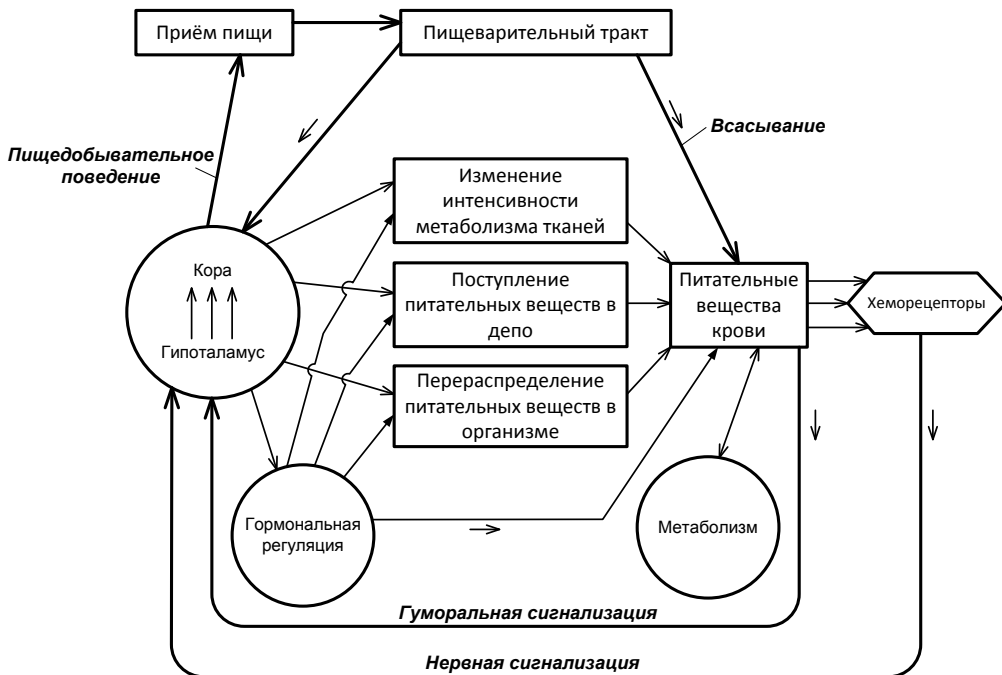 Приём пищи
Пищеварительный тракт
Пищедобывательное
поведение
Всасывание
Изменение
интенсивности
метаболизма тканей
Кора
Гипоталамус
Поступление
питательных веществ в
депо
Питательные
вещества
крови
Хеморецепторы
Перераспределение
питательных веществ в
организме
Гормональная
регуляция
Метаболизм
Гуморальная сигнализация
Нервная сигнализация